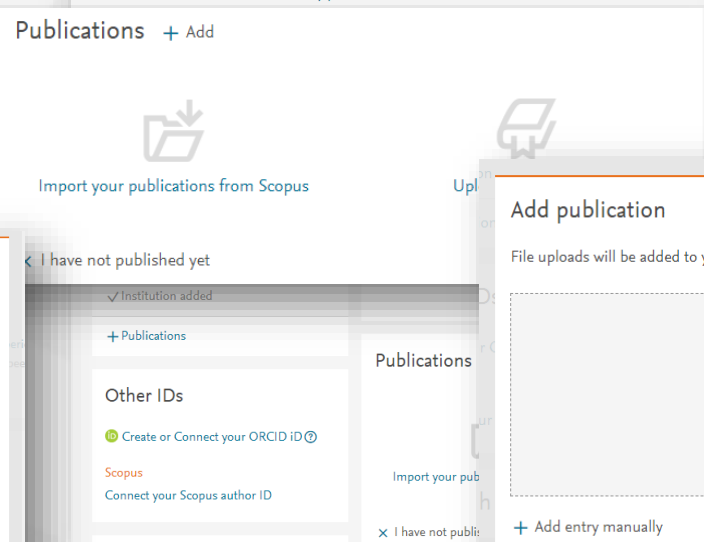 Publications + Add
Import your publications from Scopus
Upl
I have not published yet
Add publication
File uploads will be added to y
✓ Institution added
+ Publications
Publications
Other IDs
iD Create or Connect your ORCID iD ?
Scopus
Connect your Scopus author ID
Import your pub
× I have not publis
+ Add entry manually